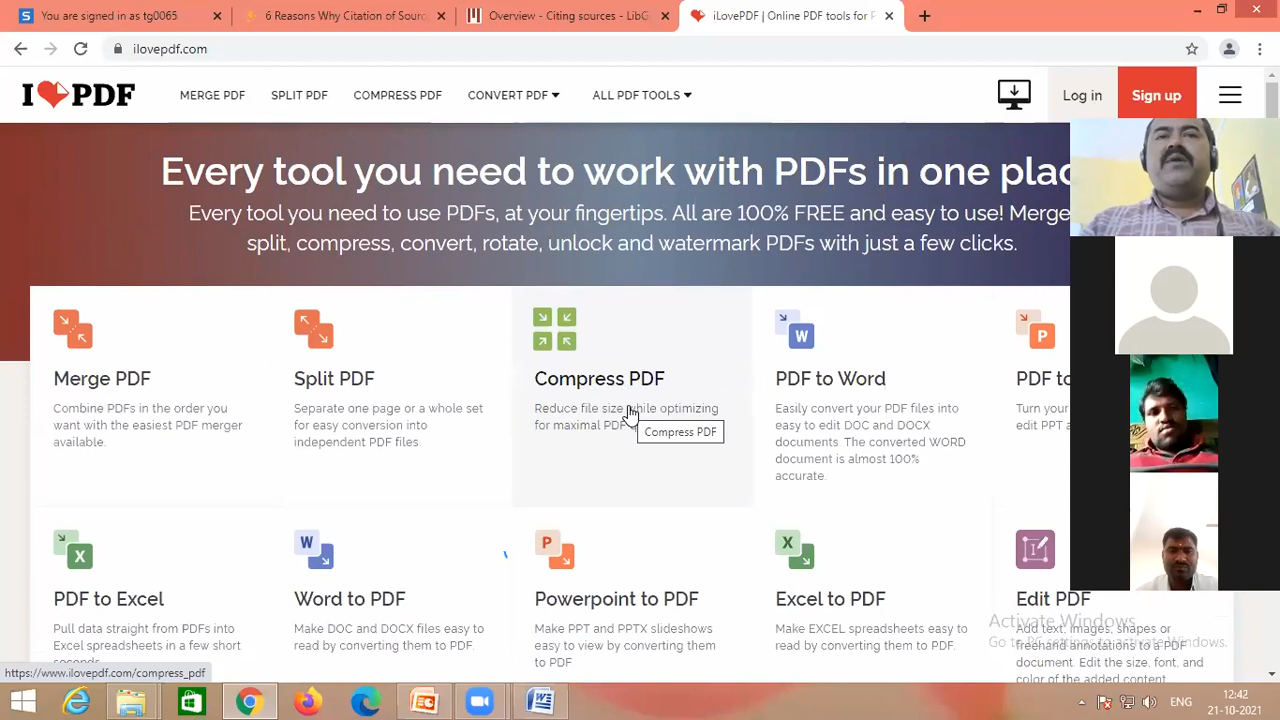 You are signed in as tg0065
6 Reasons Why Citation of Sour
Overview - Citing sources - LibG
iLovePDF | Online PDF tools for P
ilovepdf.com
I PDF
MERGE PDF
SPLIT PDF
COMPRESS PDF
CONVERT PDF
ALL PDF TOOLS
Log in
Sign up
Every tool you need to work with PDFs in one plac
Every tool you need to use PDFs, at your fingertips. All are 100% FREE and easy to use! Merge
split, compress, convert, rotate, unlock and watermark PDFs with just a few clicks.
Merge PDF
Combine PDFs in the order you
want with the easiest PDF merger
available.
Split PDF
Separate one page or a whole set
for easy conversion into
independent PDF files.
Compress PDF
Reduce file size while optimizing
for maximal PDF
Compress PDF
PDF to Word
Easily convert your PDF files into
easy to edit DOC and DOCX
documents. The converted WORD
document is almost 100%
accurate.
PDF to
Turn your
edit PPT a
PDF to Excel
Pull data straight from PDFs into
Excel spreadsheets in a few short
seconds.
Word to PDF
Make DOC and DOCX files easy to
read by converting them to PDF.
Powerpoint to PDF
Make PPT and PPTX slideshows
easy to view by converting them
to PDF
Excel to PDF
Make EXCEL spreadsheets easy to
read by converting them to PDF.
Edit PDF
Add text, images, shapes or
freehand annotations to a PDF
document. Edit the size, font, and
color of the added content
Activate Windows
Go to PC settings to activate Windows.
https://www.ilovepdf.com/compress_pdf
ENG
12:42
21-10-2021